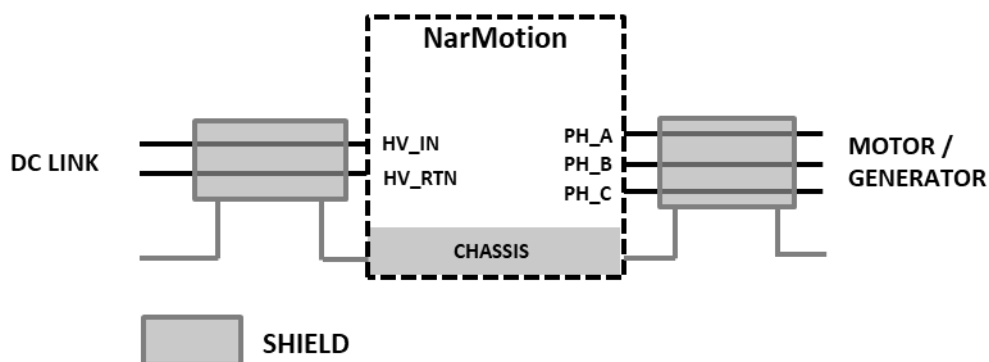 NarMotion
DC LINK
HV_IN
HV_RTN
PH_A
PH_B
PH_C
MOTOR /
GENERATOR
CHASSIS
SHIELD